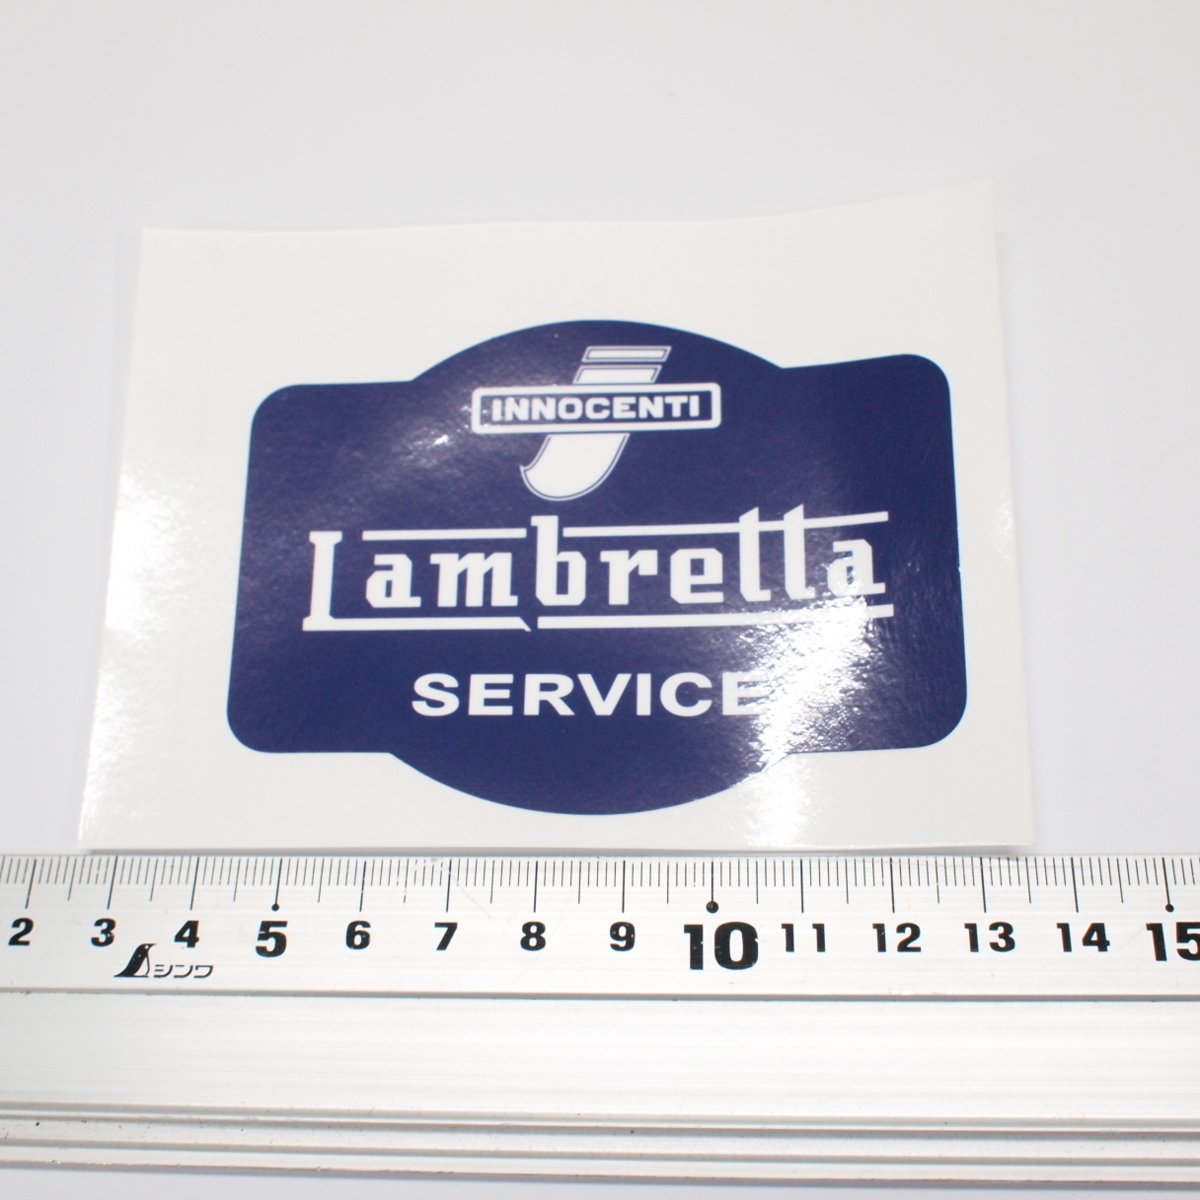 INNOCENTI
Lambretta
SERVICE
2 3 4 5 6 7 8 9 10 11 12 13 14 15
シンワ